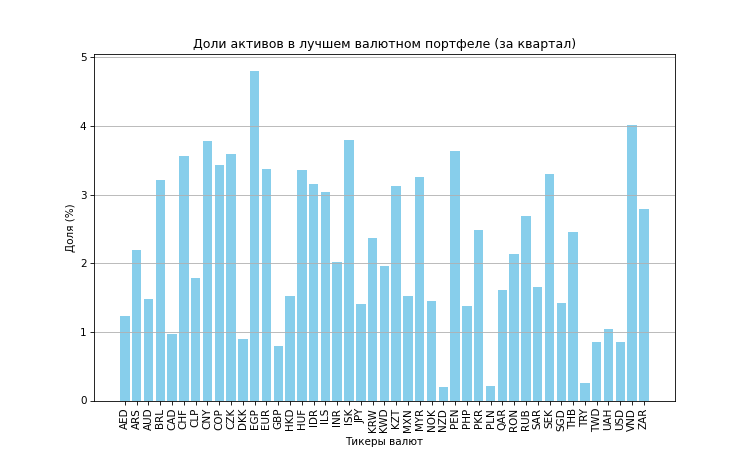 Доли активов в лучшем валютном портфеле (за квартал)
Доля (%)
5
4
3
2
1
0
AED ARS AUD BRL CAD CHF CLP CNY COP CZK DKK EGP EUR GBP HKD HUF IDR ILS INR ISK JPY KRW KWD KZT MXN MYR NOK NZD PEN PHP PKR PLN QAR RON RUB SAR SEK SGD THB TRY TWD UAH USD VND ZAR
Тикеры валют